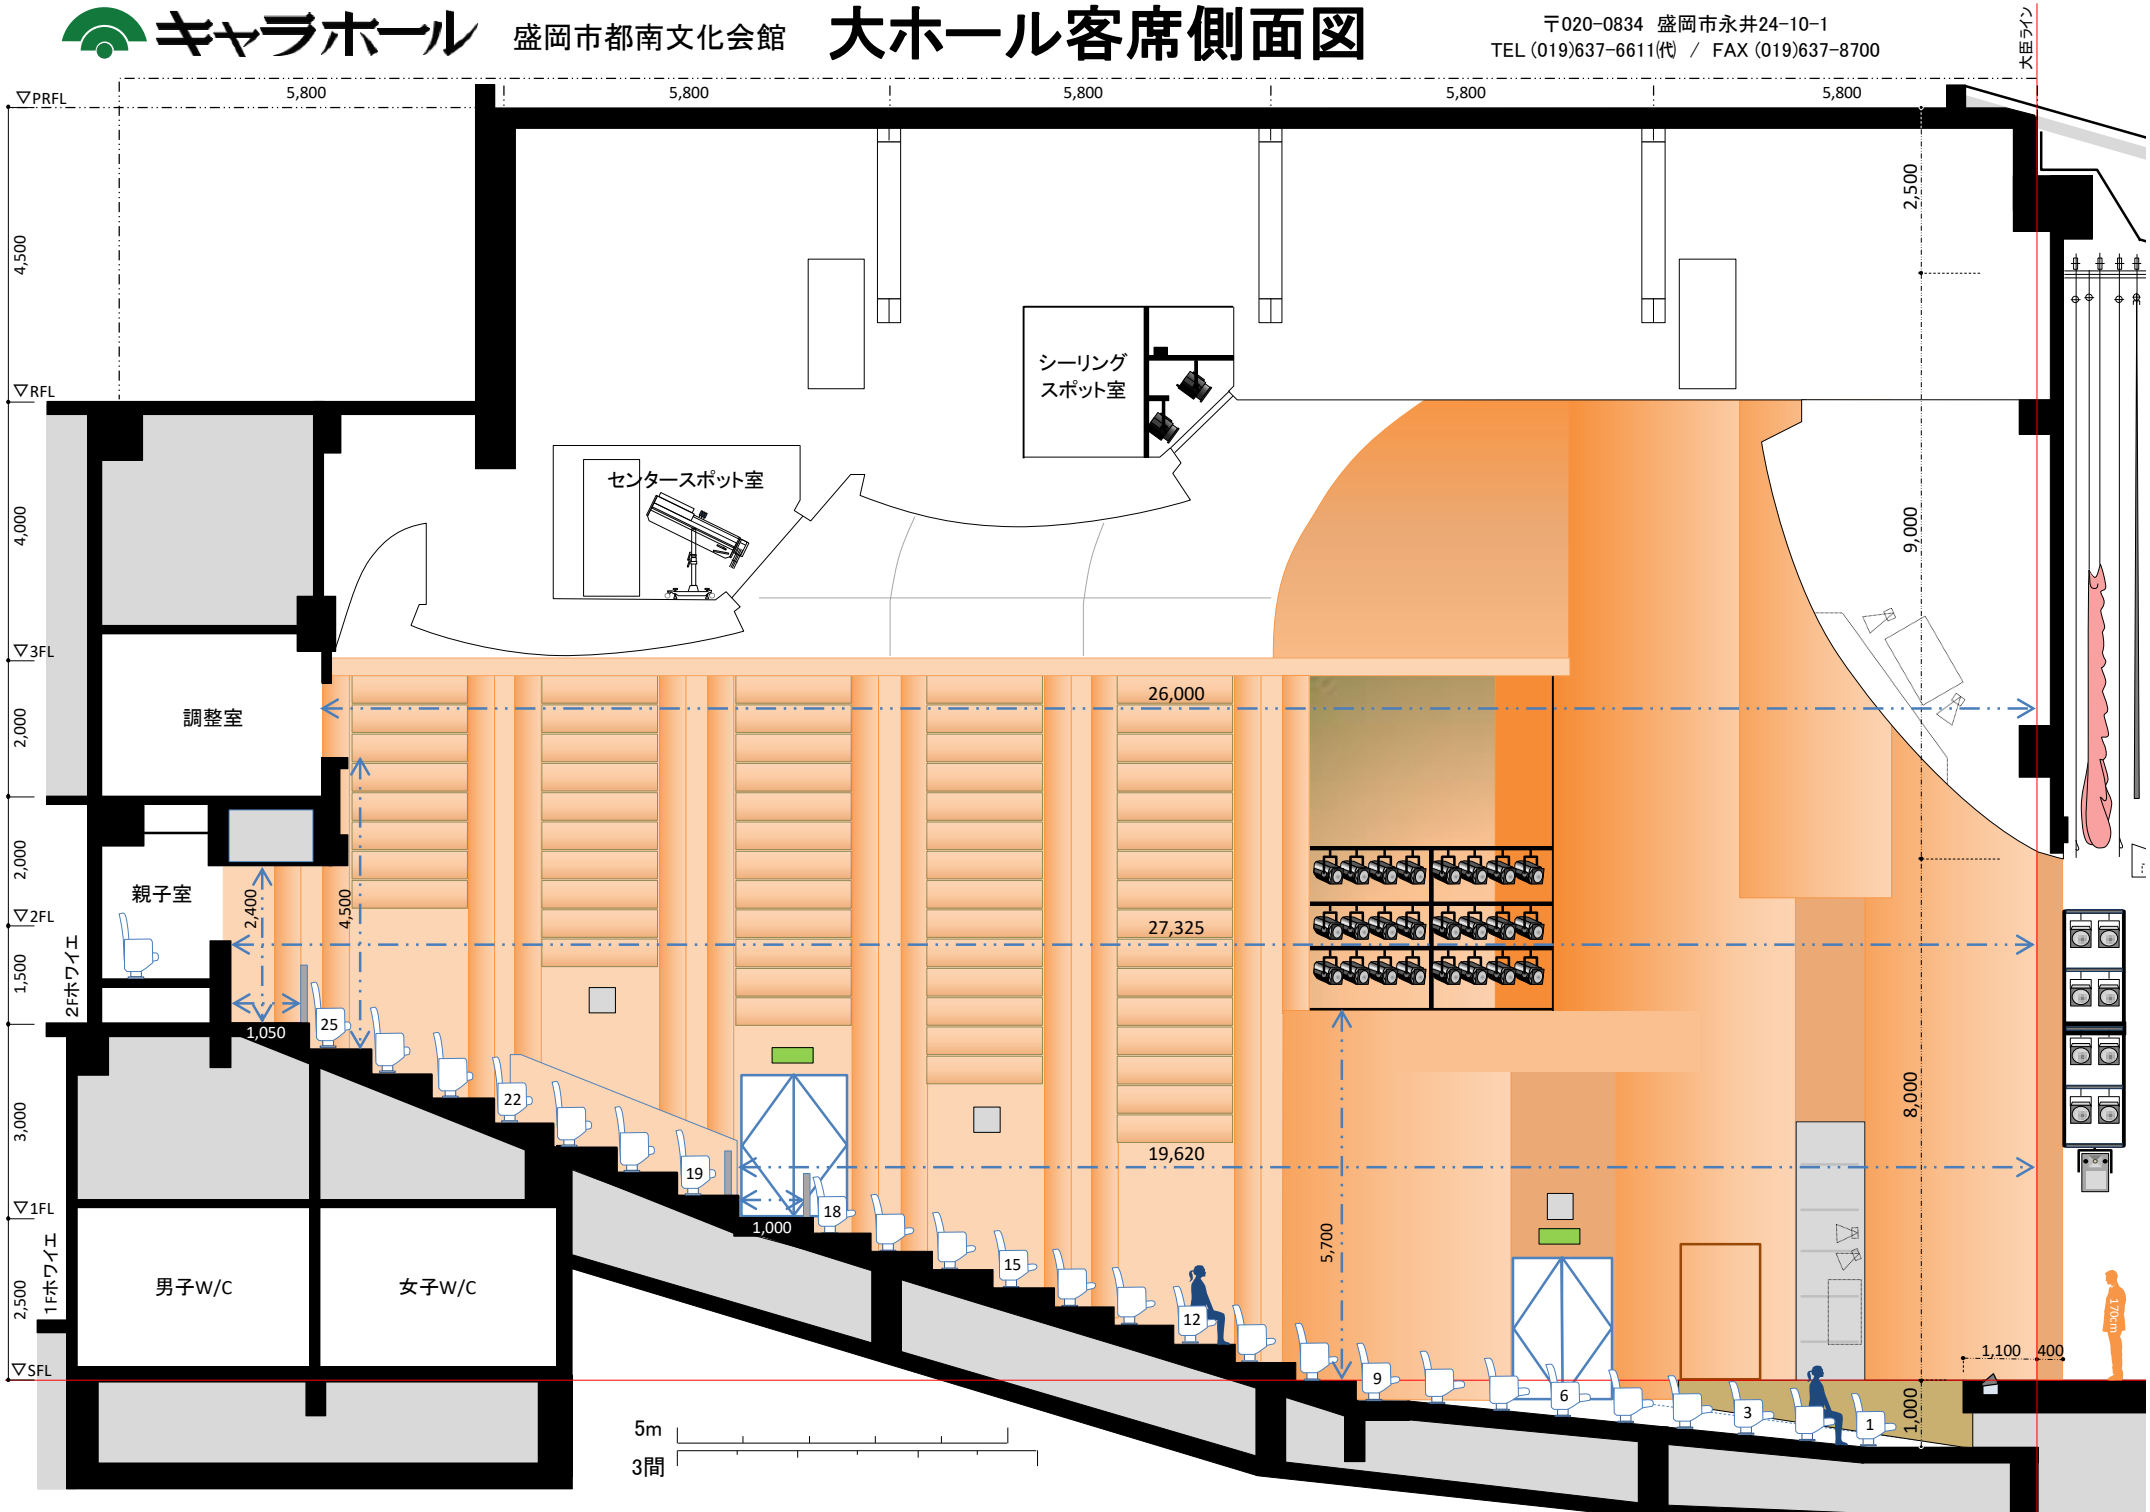 キャラホール 盛岡市都南文化会館 大ホール客席側面図
〒020-0834 盛岡市永井24-10-1
TEL (019)637-6611㈹ / FAX (019)637-8700
大臣ライン
5,800 5,800 5,800 5,800 5,800
▽PRFL
4,500
▽RFL
4,000
▽3FL
2,000
2,000
▽2FL
1,500
3,000
▽1FL
2,500
▽SFL
2Fホワイエ
1Fホワイエ
2,500
9,000
8,000
1,000
シーリング
スポット室
センタースポット室
調整室
親子室
26,000
27,325
19,620
2,400
4,500
1,050
1,000
5,700
25
22
19
18
15
12
9
6
3
1
男子W/C
女子W/C
1,100 400
170cm
5m
3間